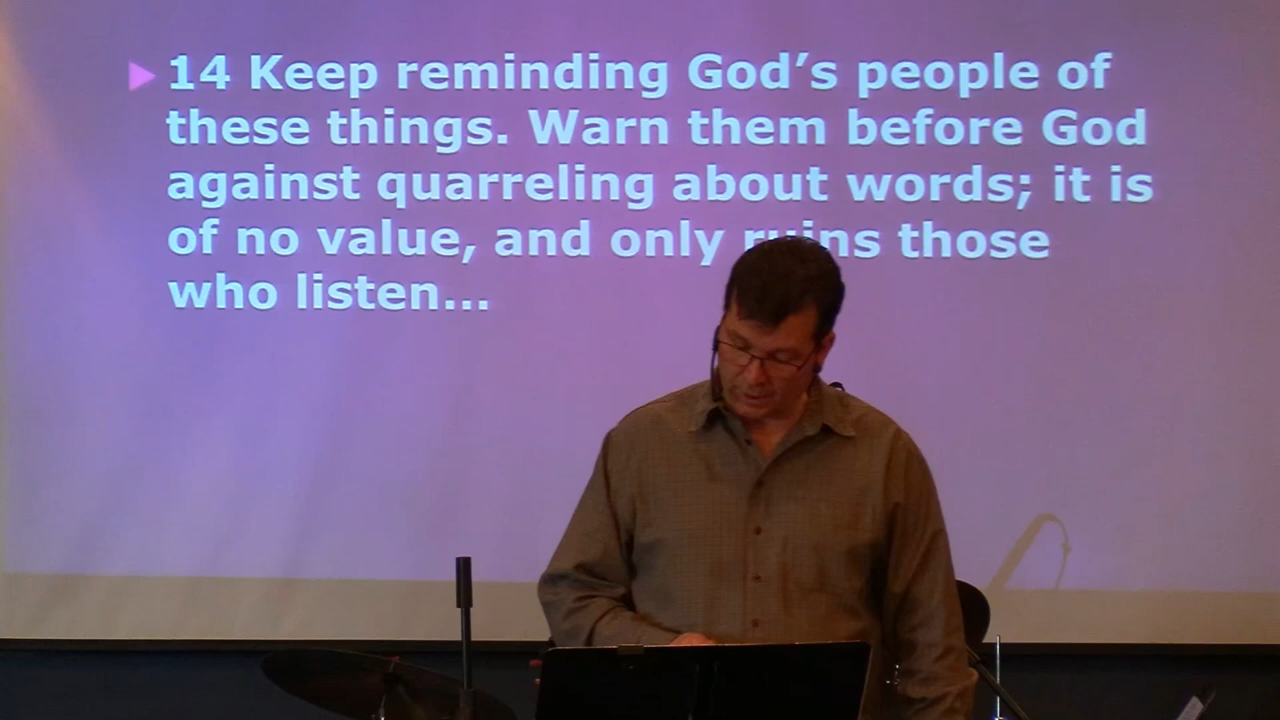 14 Keep reminding God’s people of
these things. Warn them before God
against quarreling about words; it is
of no value, and only ruins those
who listen...